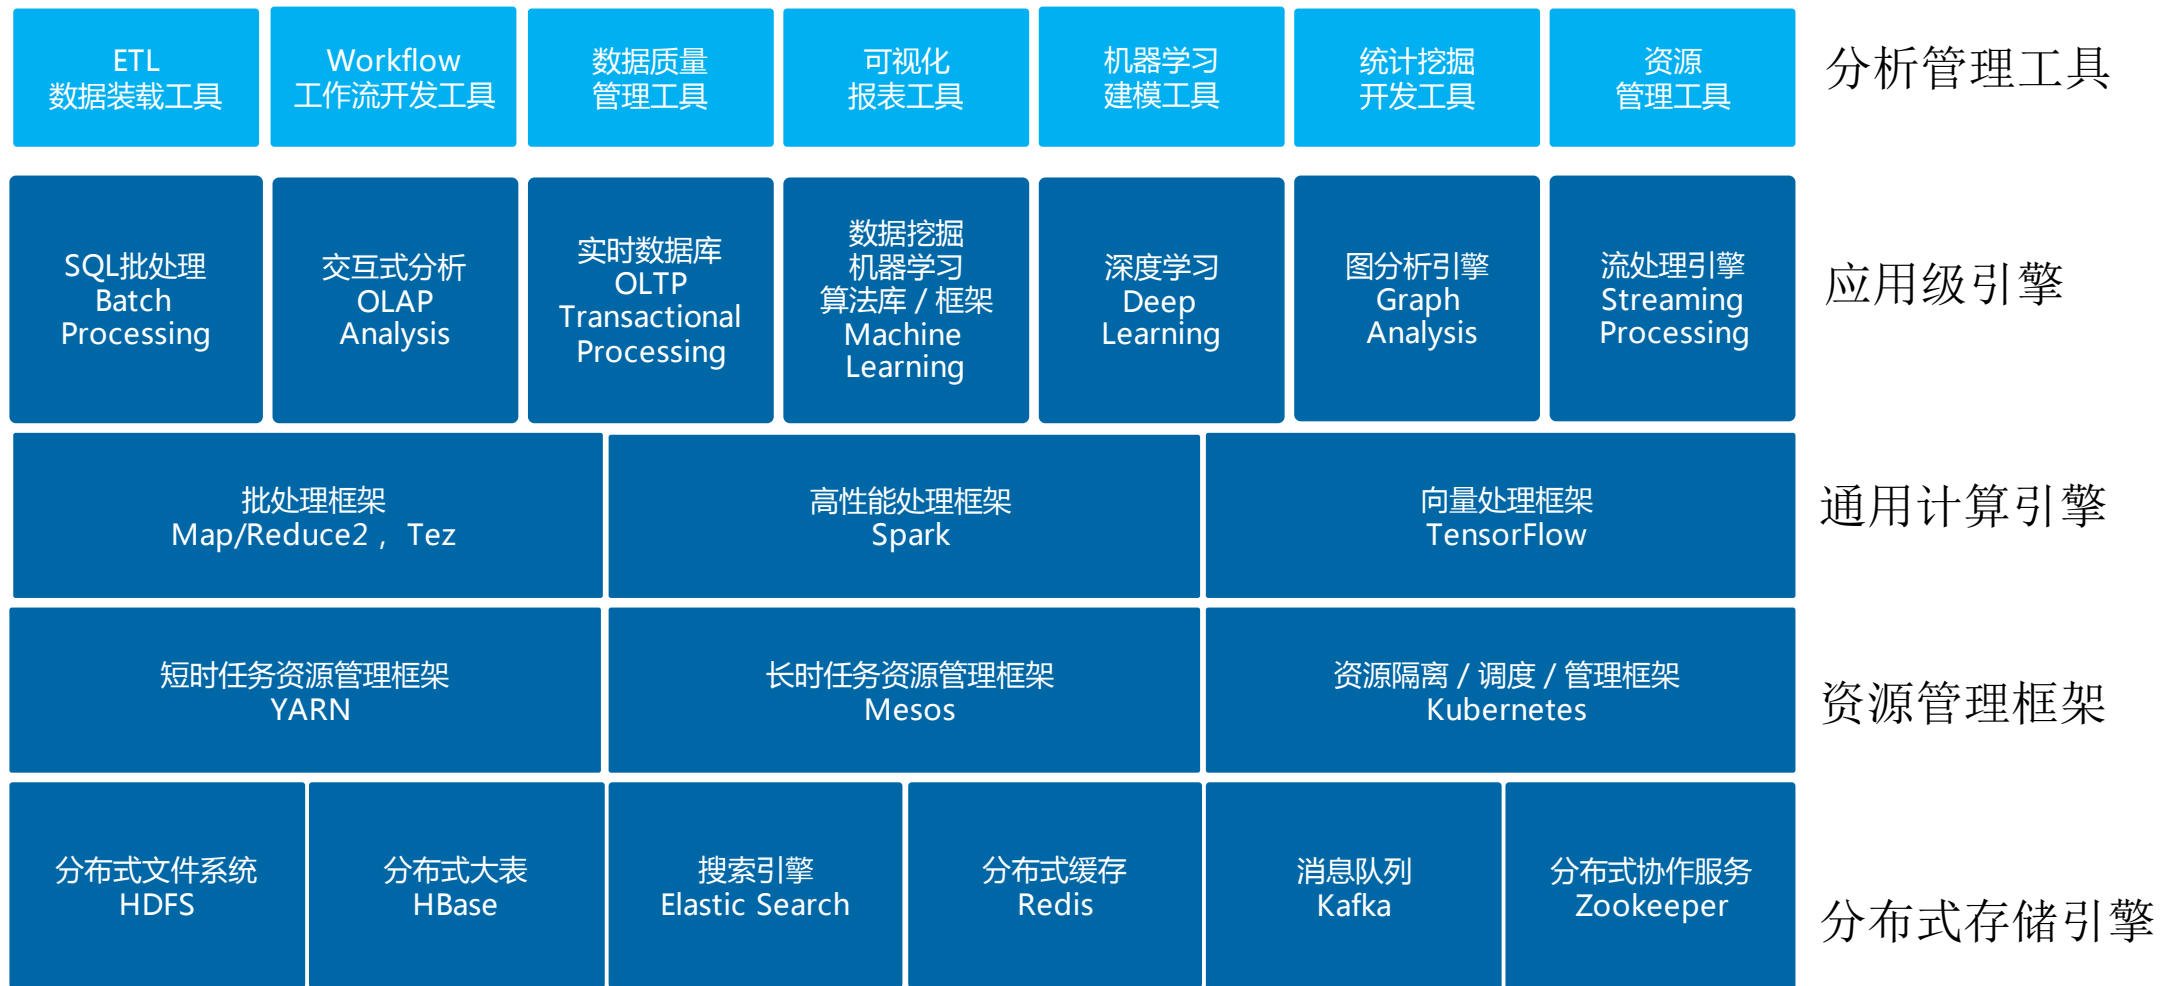 ETL
数据装载工具
Workflow
工作流开发工具
数据质量
管理工具
可视化
报表工具
机器学习
建模工具
统计挖掘
开发工具
资源
管理工具
分析管理工具
SQL批处理
Batch
Processing
交互式分析
OLAP
Analysis
实时数据库
OLTP
Transactional
Processing
数据挖掘
机器学习
算法库 / 框架
Machine
Learning
深度学习
Deep
Learning
图分析引擎
Graph
Analysis
流处理引擎
Streaming
Processing
应用级引擎
批处理框架
Map/Reduce2， Tez
高性能处理框架
Spark
向量处理框架
TensorFlow
通用计算引擎
短时任务资源管理框架
YARN
长时任务资源管理框架
Mesos
资源隔离 / 调度 / 管理框架
Kubernetes
资源管理框架
分布式文件系统
HDFS
分布式大表
HBase
搜索引擎
Elastic Search
分布式缓存
Redis
消息队列
Kafka
分布式协作服务
Zookeeper
分布式存储引擎